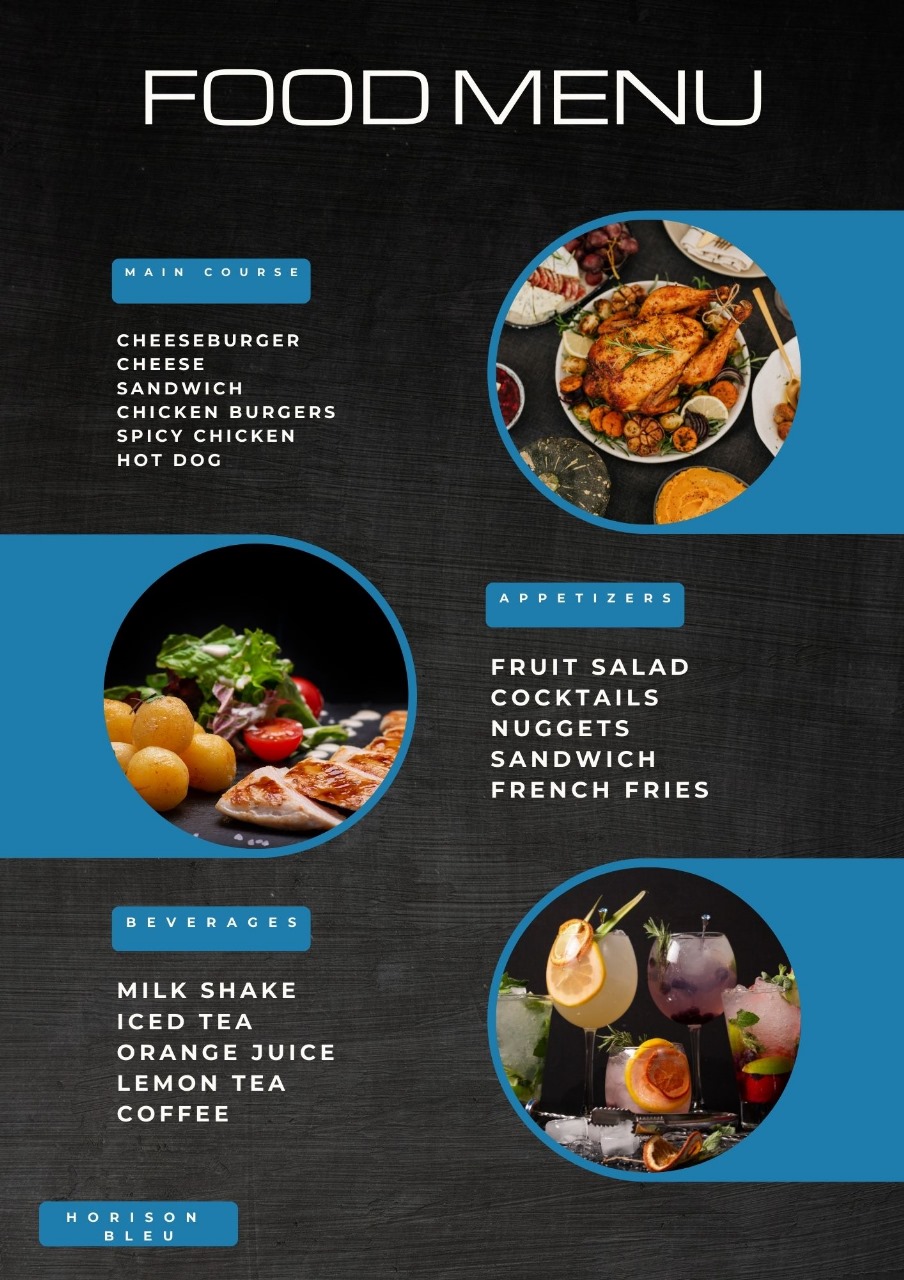 FOOD MENU
MAIN COURSE
CHEESEBURGER
CHEESE
SANDWICH
CHICKEN BURGERS
SPICY CHICKEN
HOT DOG
APPETIZERS
FRUIT SALAD
COCKTAILS
NUGGETS
SANDWICH
FRENCH FRIES
BEVERAGES
MILK SHAKE
ICED TEA
ORANGE JUICE
LEMON TEA
COFFEE
HORISON
BLEU